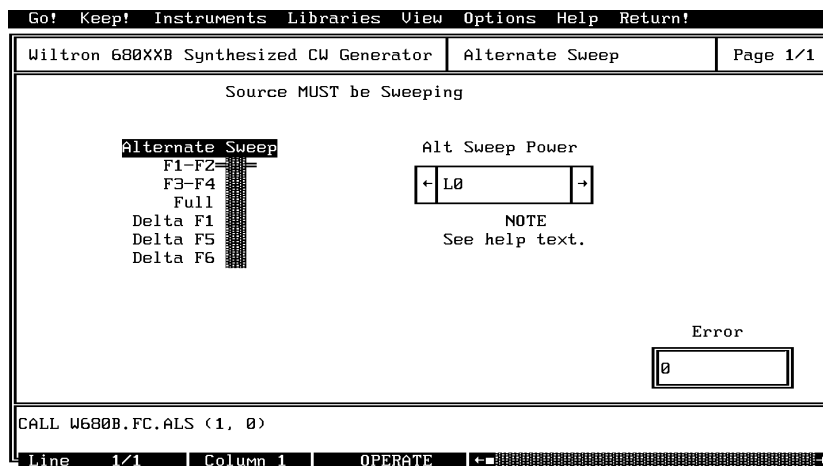 Go! Keep! Instruments Libraries View Options Help Return!
Wiltron 680XXB Synthesized CW Generator Alternate Sweep Page 1/1
Source MUST be Sweeping
Alternate Sweep
F1-F2
F3-F4
Full
Delta F1
Delta F5
Delta F6
Alt Sweep Power
← L0 →
NOTE
See help text.
Error
0
CALL W680B.FC.ALS (1, 0)
Line 1/1 Column 1 OPERATE ←